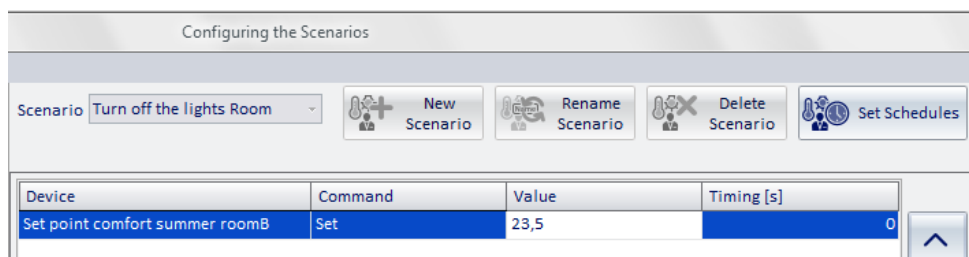 Configuring the Scenarios
Scenario Turn off the lights Room New Scenario Rename Scenario Delete Scenario Set Schedules
Device Command Value Timing [s]
Set point comfort summer roomB Set 23,5 0